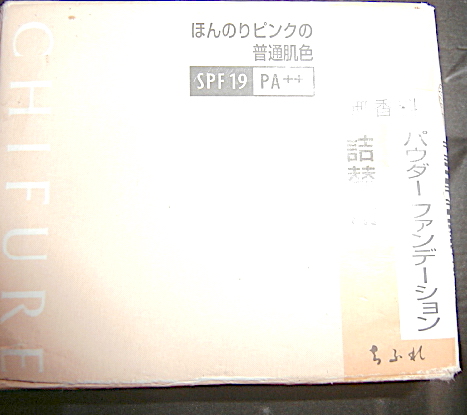 CHIFURE
ほんのりピンクの
普通肌色
SPF 19 PA++
詰替
パウダーファンデーション
ちふれ